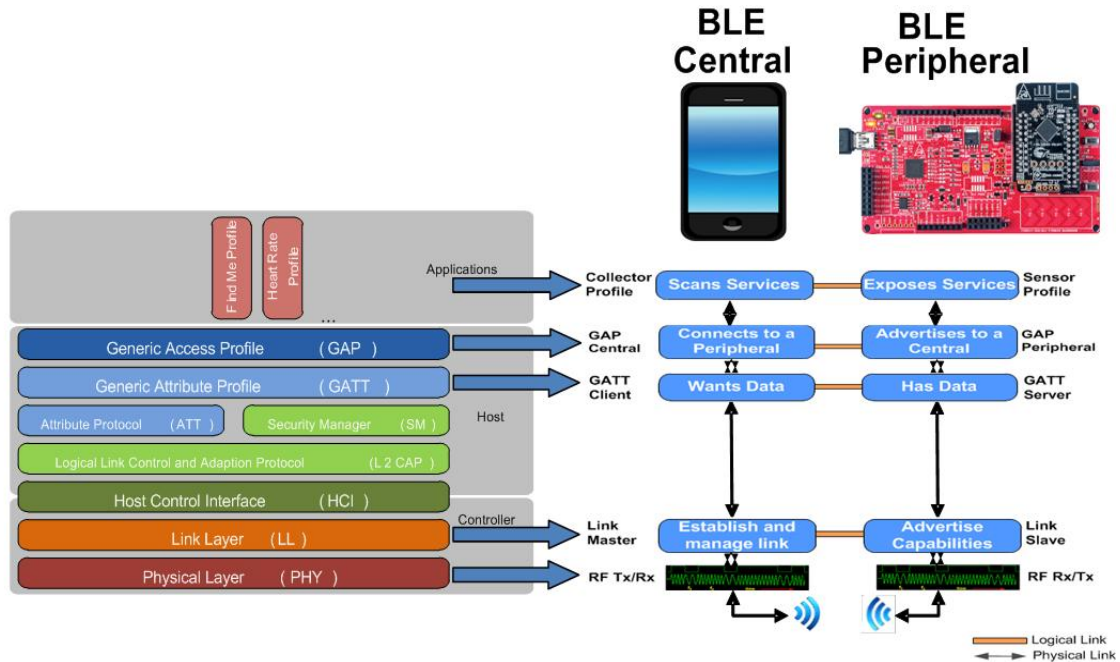 BLE
Central
BLE
Peripheral
Find Me Profile
Heart Rate
Profile
...
Applications
Generic Access Profile ( GAP )
Generic Attribute Profile ( GATT )
Attribute Protocol ( ATT )
Security Manager ( SM )
Host
Logical Link Control and Adaption Protocol ( L 2 CAP )
Host Control Interface ( HCI )
Controller
Link Layer ( LL )
Physical Layer ( PHY )
Collector
Profile
Scans Services
Exposes Services
Sensor
Profile
GAP
Central
Connects to a
Peripheral
Advertises to a
Central
GAP
Peripheral
GATT
Client
Wants Data
Has Data
GATT
Server
Link
Master
Establish and
manage link
Advertise
Capabilities
Link
Slave
RF Tx/Rx
RF Rx/Tx
Logical Link
Physical Link